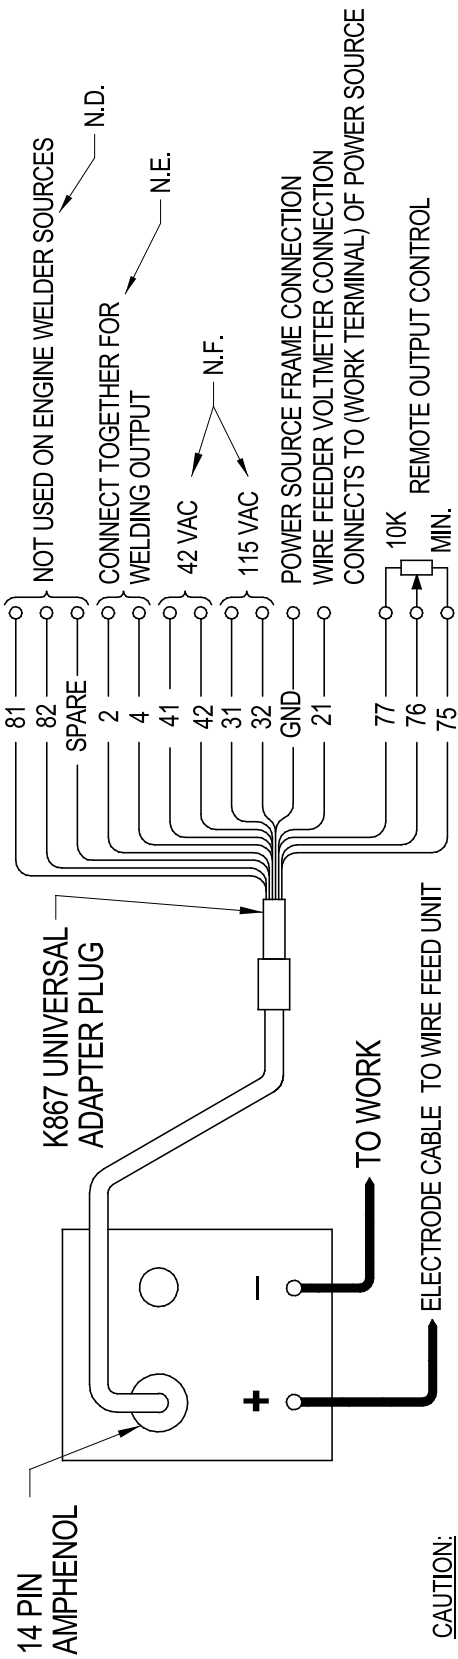 14 PIN
AMPHENOL
K867 UNIVERSAL
ADAPTER PLUG
+
–
TO WORK
ELECTRODE CABLE TO WIRE FEED UNIT
81
82
SPARE
2
4
41
42
31
32
GND
21
77
76
75
NOT USED ON ENGINE WELDER SOURCES
N.D.
CONNECT TOGETHER FOR
WELDING OUTPUT
N.E.
42 VAC
115 VAC
N.F.
POWER SOURCE FRAME CONNECTION
WIRE FEEDER VOLTMETER CONNECTION
CONNECTS TO (WORK TERMINAL) OF POWER SOURCE
10K
REMOTE OUTPUT CONTROL
MIN.
CAUTION: